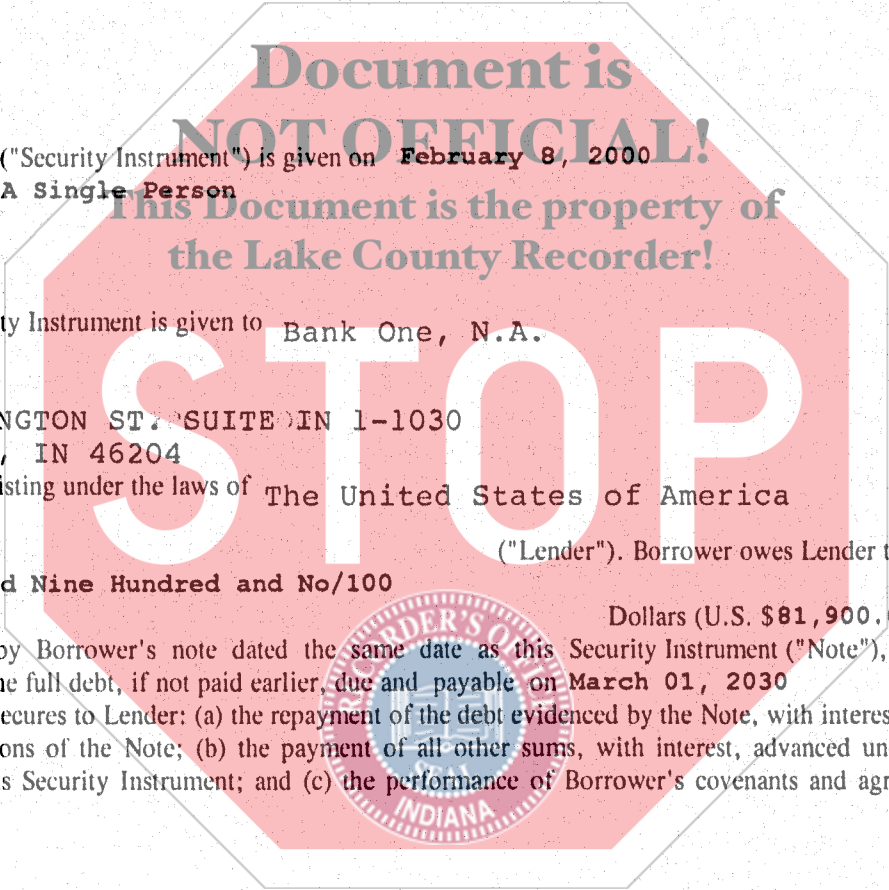 Document is
NOT OFFICIAL!
("Security Instrument") is given on February 8, 2000
A Single Person
This Document is the property of
the Lake County Recorder!
ty Instrument is given to Bank One, N.A.
STOP
NGTON ST. SUITE IN 1-1030
, IN 46204
isting under the laws of The United States of America
("Lender"). Borrower owes Lender t
d Nine Hundred and No/100
Dollars (U.S. $81,900.
by Borrower's note dated the same date as this Security Instrument ("Note"),
he full debt, if not paid earlier, due and payable on March 01, 2030
ecures to Lender: (a) the repayment of the debt evidenced by the Note, with interes
ons of the Note; (b) the payment of all other sums, with interest, advanced un
s Security Instrument; and (c) the performance of Borrower's covenants and agr
RECORDER'S OFFICE
SEAL
INDIANA